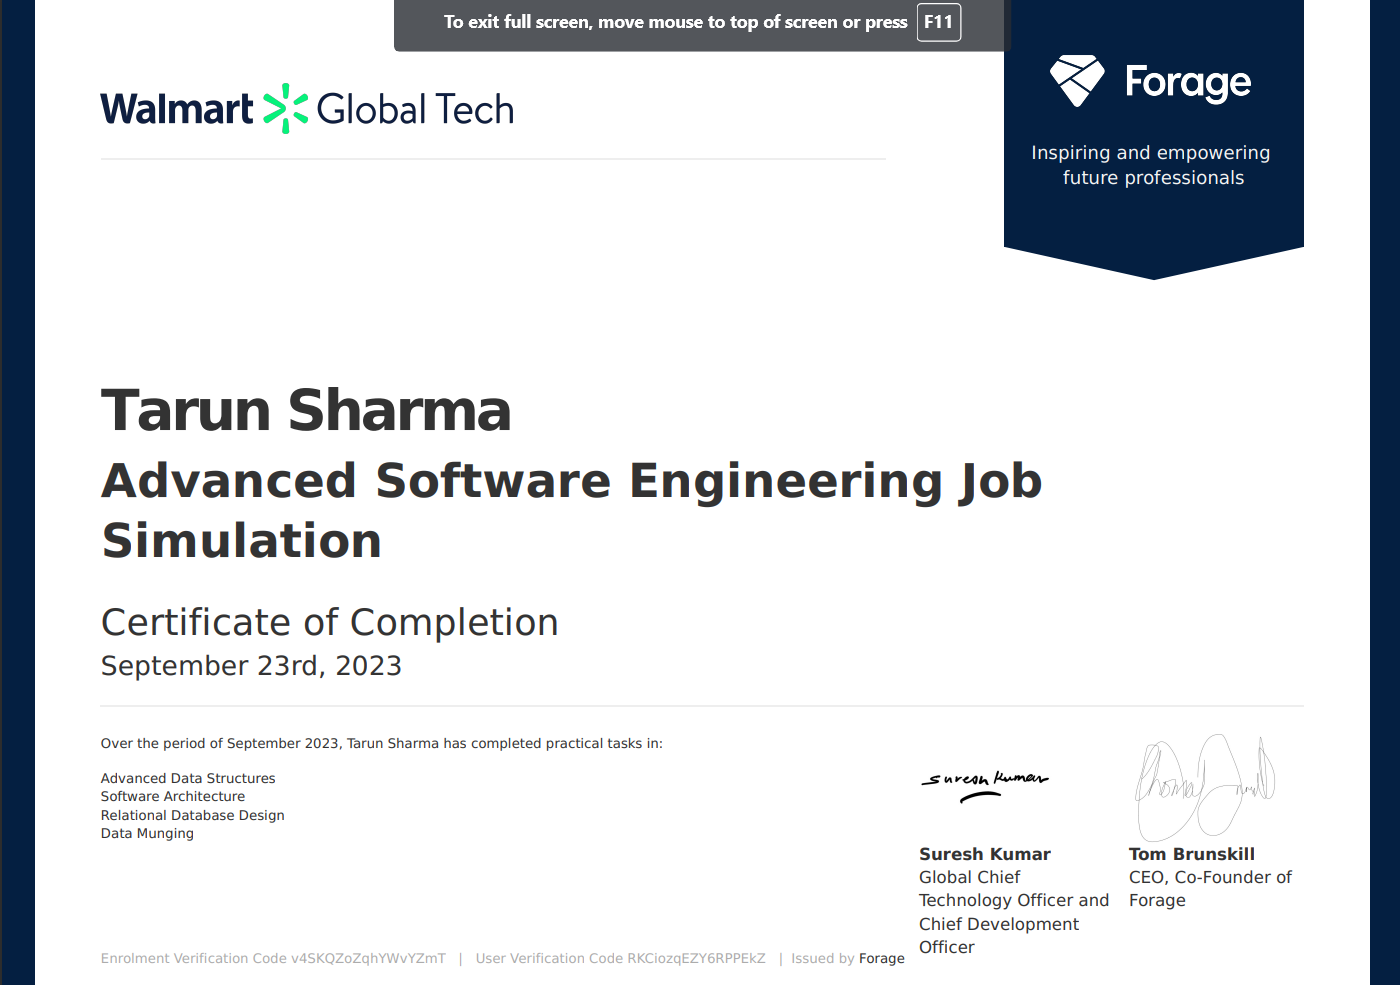 To exit full screen, move mouse to top of screen or press F11
Walmart Global Tech
Forage
Inspiring and empowering
future professionals
Tarun Sharma
Advanced Software Engineering Job
Simulation
Certificate of Completion
September 23rd, 2023
Over the period of September 2023, Tarun Sharma has completed practical tasks in:
Advanced Data Structures
Software Architecture
Relational Database Design
Data Munging
Suresh Kumar
Suresh Kumar
Global Chief
Technology Officer and
Chief Development
Officer
Tom Brunskill
CEO, Co-Founder of
Forage
Enrolment Verification Code v4SKQZoZqhYWvYZmT | User Verification Code RKCiozqEZY6RPPEkZ | Issued by Forage